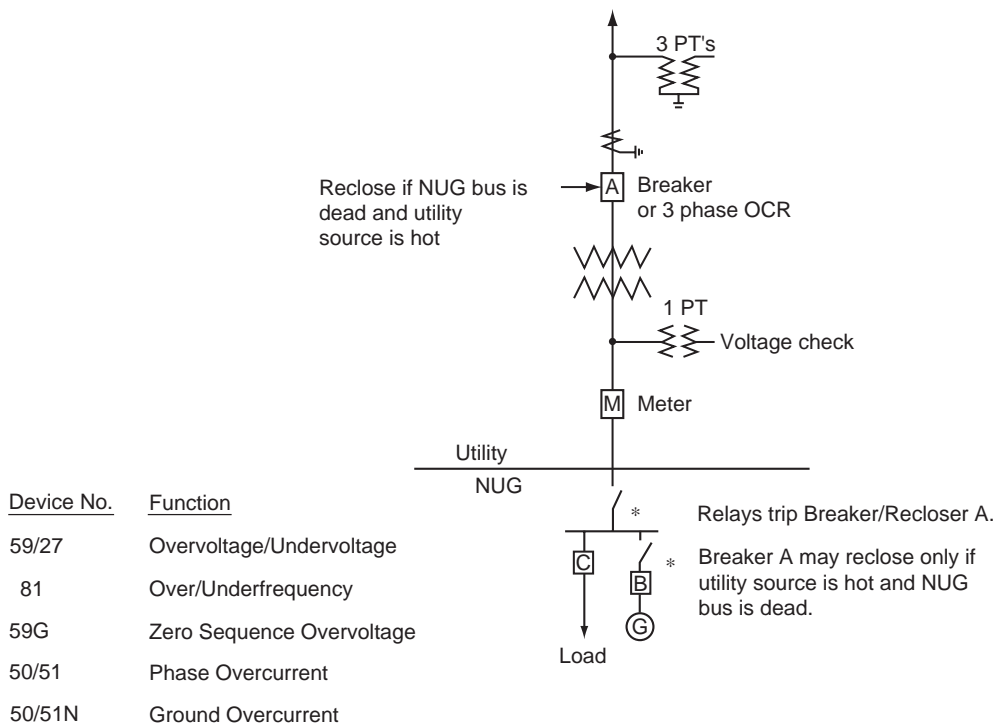 3 PT's
Reclose if NUG bus is
dead and utility
source is hot
A
Breaker
or 3 phase OCR
1 PT
Voltage check
M
Meter
Utility
NUG
Device No.
Function
59/27
Overvoltage/Undervoltage
81
Over/Underfrequency
59G
Zero Sequence Overvoltage
50/51
Phase Overcurrent
50/51N
Ground Overcurrent
*
*
C
B
G
Load
Relays trip Breaker/Recloser A.
Breaker A may reclose only if
utility source is hot and NUG
bus is dead.